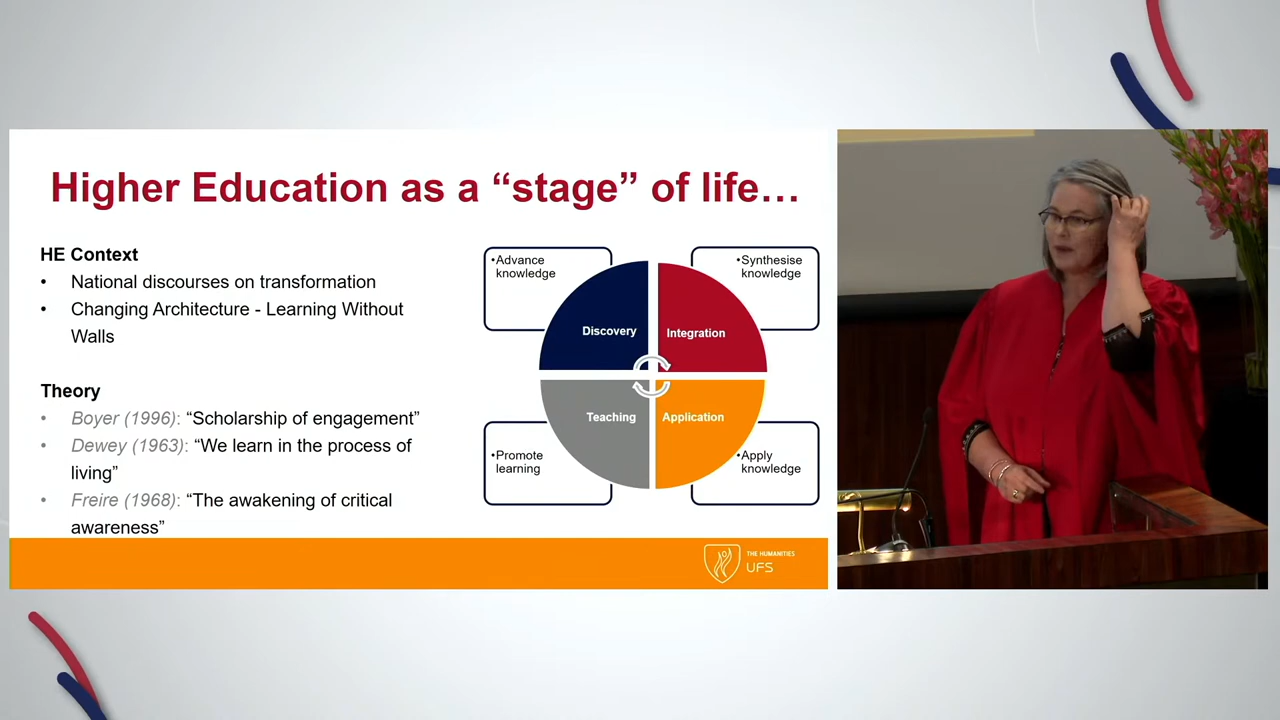 Higher Education as a “stage” of life…
HE Context
• National discourses on transformation
• Changing Architecture - Learning Without
Walls
Theory
• Boyer (1996): “Scholarship of engagement”
• Dewey (1963): “We learn in the process of
living”
• Freire (1968): “The awakening of critical
awareness”
•Advance
knowledge
•Synthesise
knowledge
Discovery
Integration
Teaching
Application
•Promote
learning
•Apply
knowledge
THE HUMANITIES
UFS